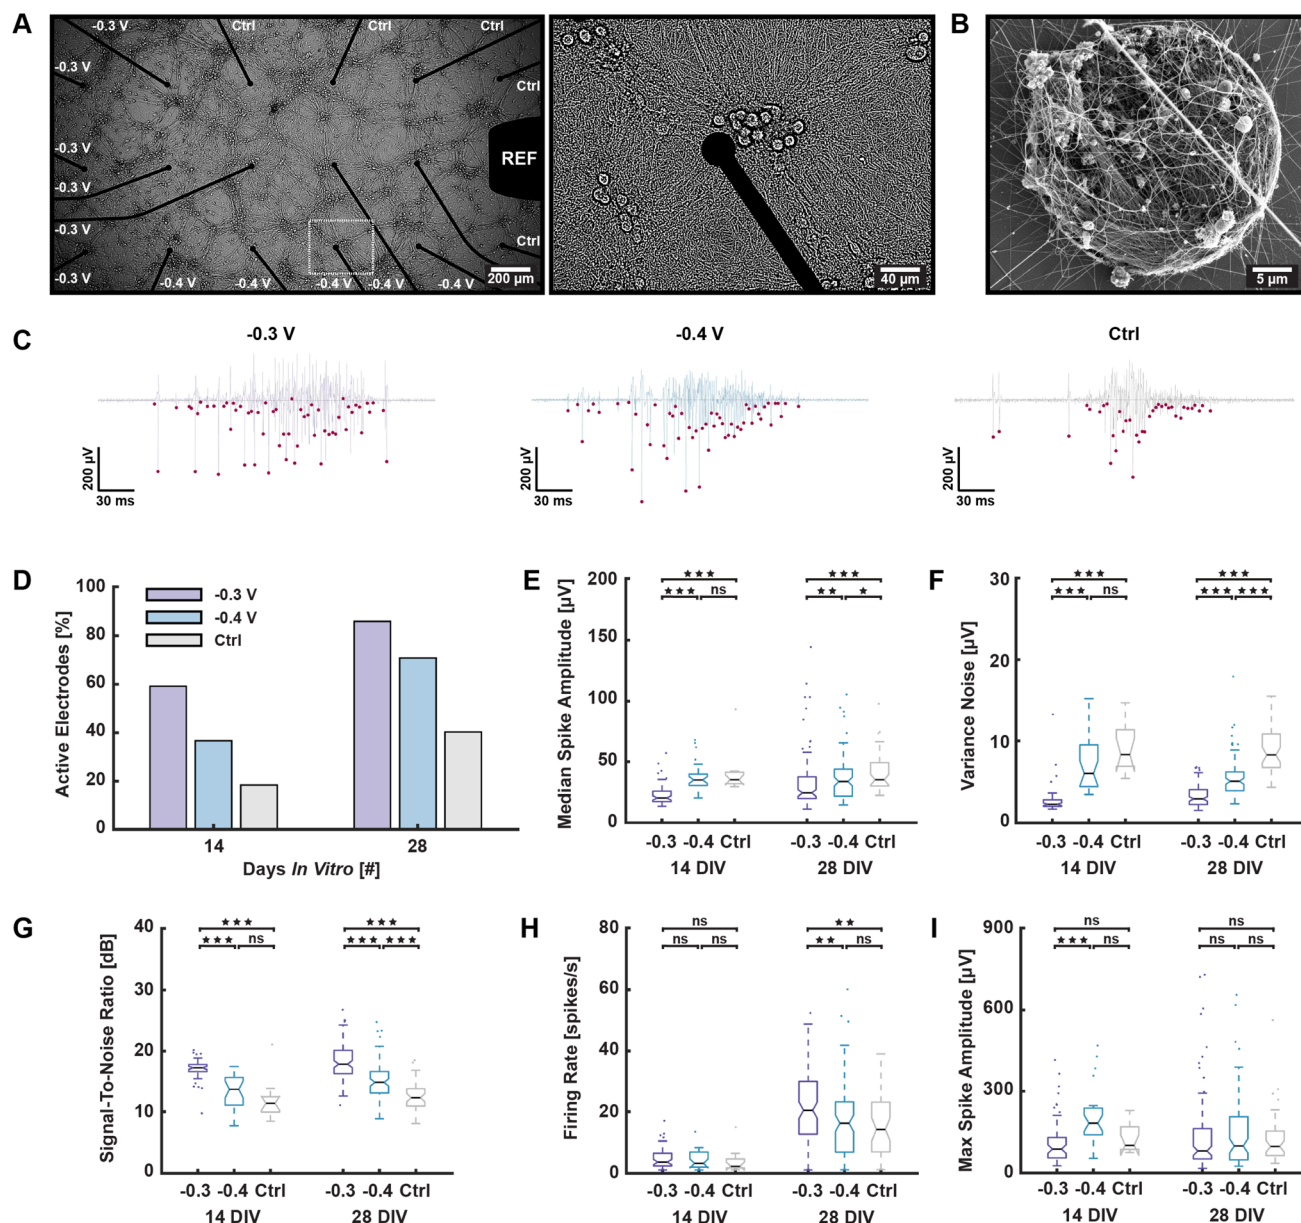 A
-0.3 V
Ctrl
Ctrl
Ctrl
-0.3 V
Ctrl
-0.3 V
REF
-0.3 V
-0.3 V
Ctrl
-0.3 V
-0.4 V
-0.4 V
-0.4 V
-0.4 V
-0.4 V
200 µm
40 µm
B
5 µm
C
-0.3 V
-0.4 V
Ctrl
200 µV
30 ms
200 µV
30 ms
200 µV
30 ms
D
Active Electrodes [%]
100
80
60
40
20
0
-0.3 V
-0.4 V
Ctrl
14
28
Days In Vitro [#]
E
Median Spike Amplitude [µV]
200
150
100
50
0
★★★
★★★
ns
★★★
★★
★
-0.3
-0.4
Ctrl
-0.3
-0.4
Ctrl
14 DIV
28 DIV
F
Variance Noise [µV]
30
20
10
0
★★★
★★★
ns
★★★
★★★
★★★
-0.3
-0.4
Ctrl
-0.3
-0.4
Ctrl
14 DIV
28 DIV
G
Signal-To-Noise Ratio [dB]
40
30
20
10
0
★★★
★★★
ns
★★★
★★★
★★★
-0.3
-0.4
Ctrl
-0.3
-0.4
Ctrl
14 DIV
28 DIV
H
Firing Rate [spikes/s]
80
60
40
20
0
ns
ns
ns
★★
★★
ns
-0.3
-0.4
Ctrl
-0.3
-0.4
Ctrl
14 DIV
28 DIV
I
Max Spike Amplitude [µV]
900
600
300
0
ns
★★★
ns
ns
ns
ns
-0.3
-0.4
Ctrl
-0.3
-0.4
Ctrl
14 DIV
28 DIV